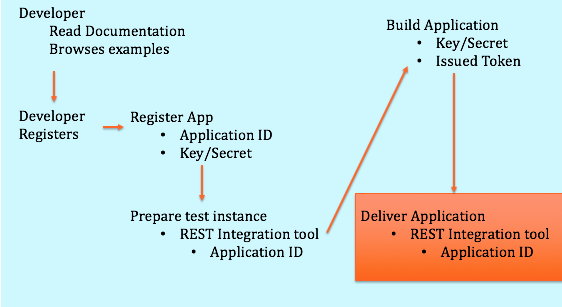 Developer
Read Documentation
Browses examples
Developer
Registers
Register App
• Application ID
• Key/Secret
Prepare test instance
• REST Integration tool
• Application ID
Build Application
• Key/Secret
• Issued Token
Deliver Application
• REST Integration tool
• Application ID